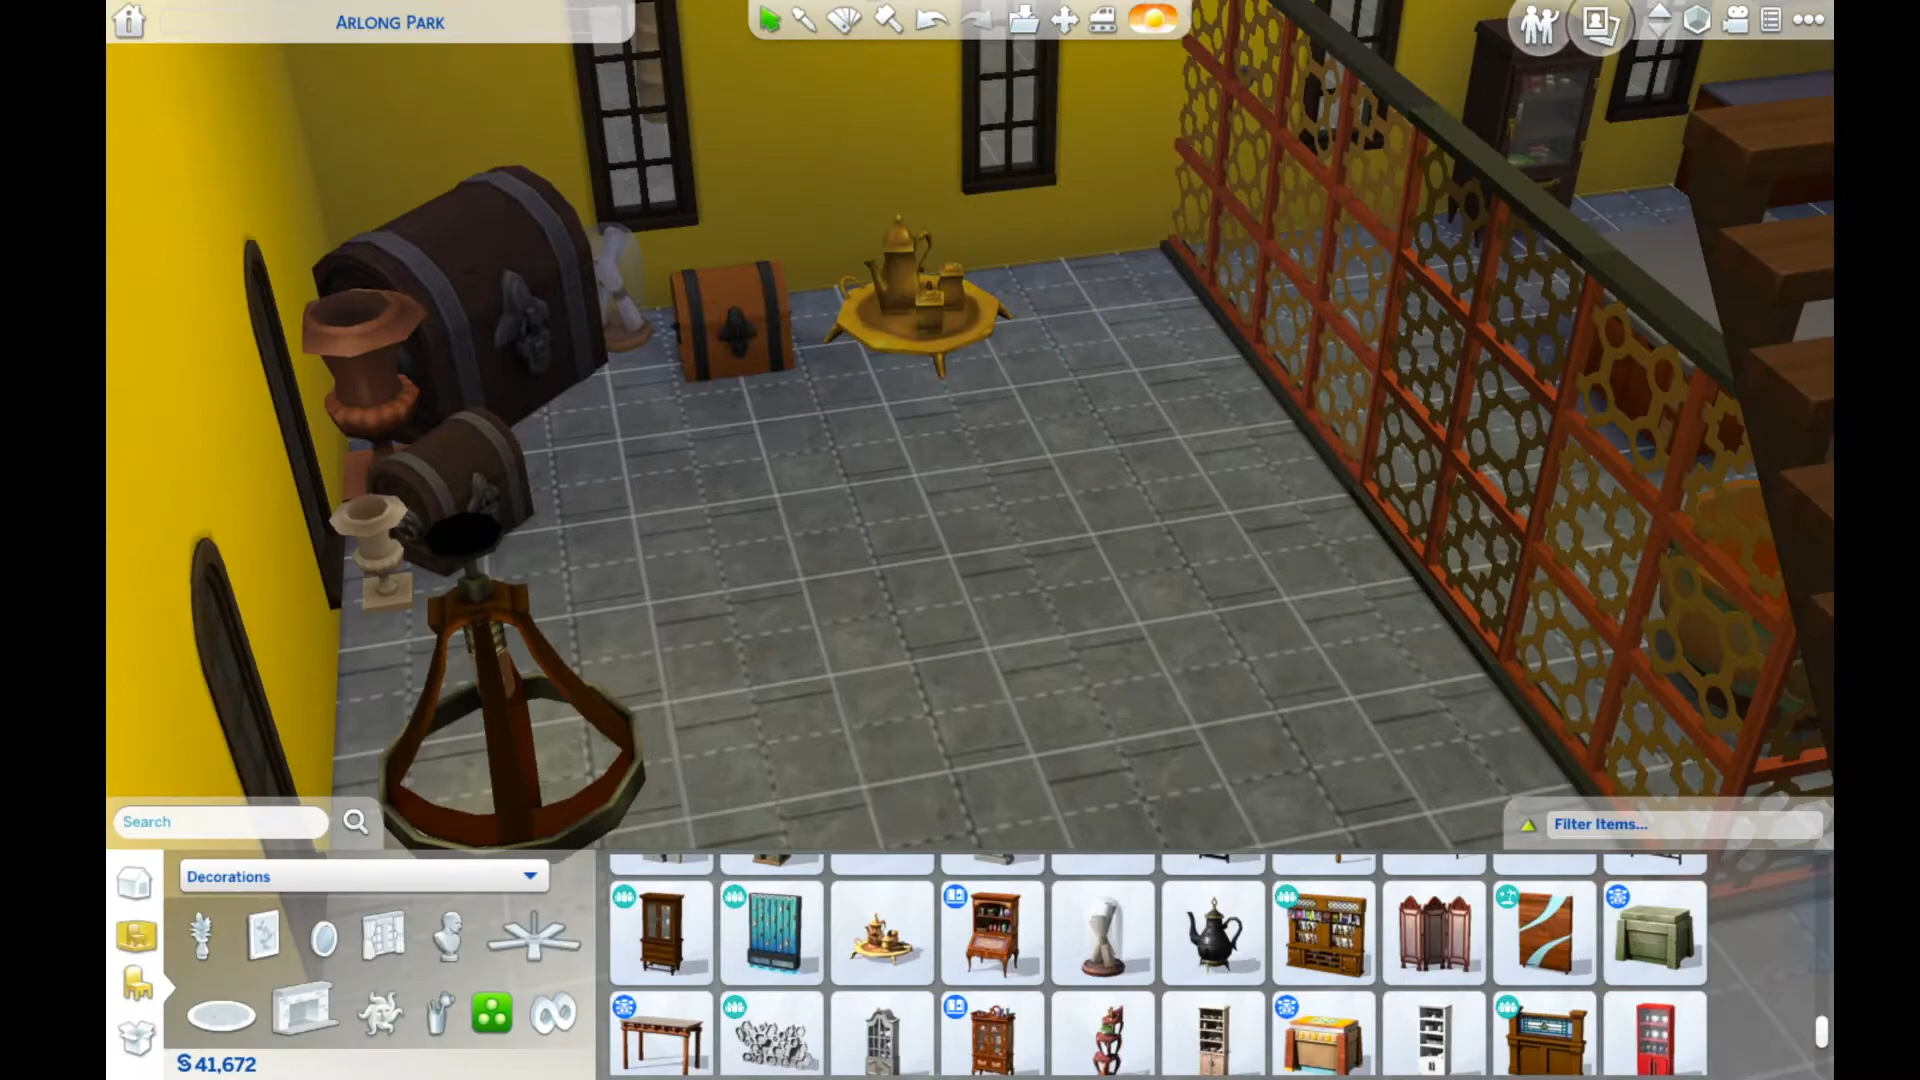 ARLONG PARK
Search
Filter Items...
Decorations
§41,672